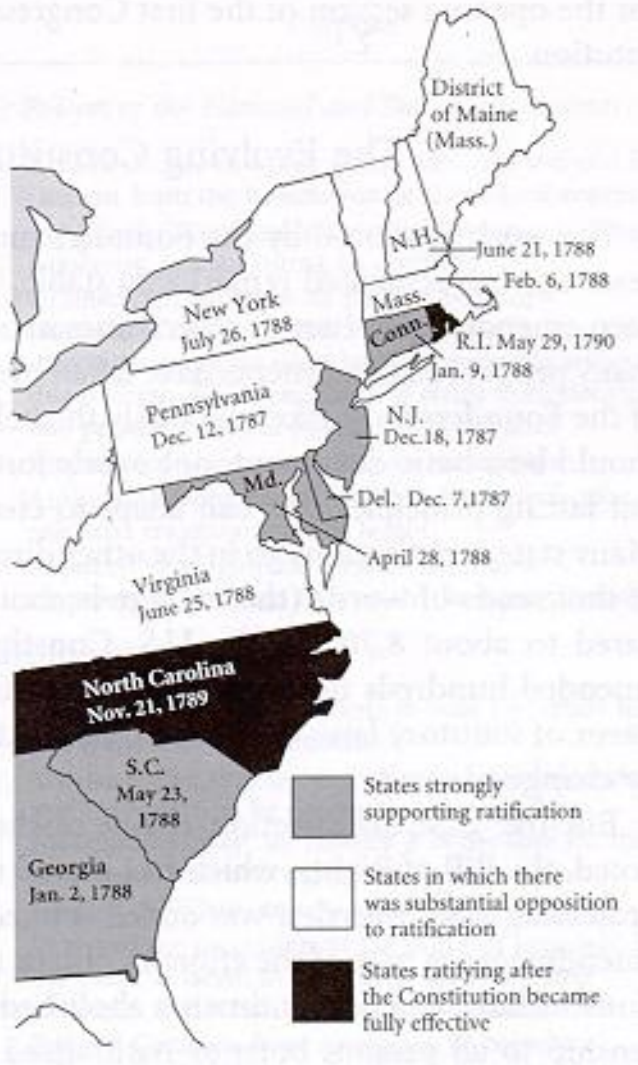 District
of Maine
(Mass.)
N.H.
June 21, 1788
Feb. 6, 1788
Mass.
New York
July 26, 1788
Conn.
R.I. May 29, 1790
Jan. 9, 1788
Pennsylvania
Dec. 12, 1787
N.J.
Dec.18, 1787
Md.
Del., Dec. 7,1787
April 28, 1788
Virginia
June 25, 1788
North Carolina
Nov. 21, 1789
S.C.
May 23,
1788
Georgia
Jan. 2, 1788
States strongly
supporting ratification
States in which there
was substantial opposition
to ratification
States ratifying after
the Constitution became
fully effective